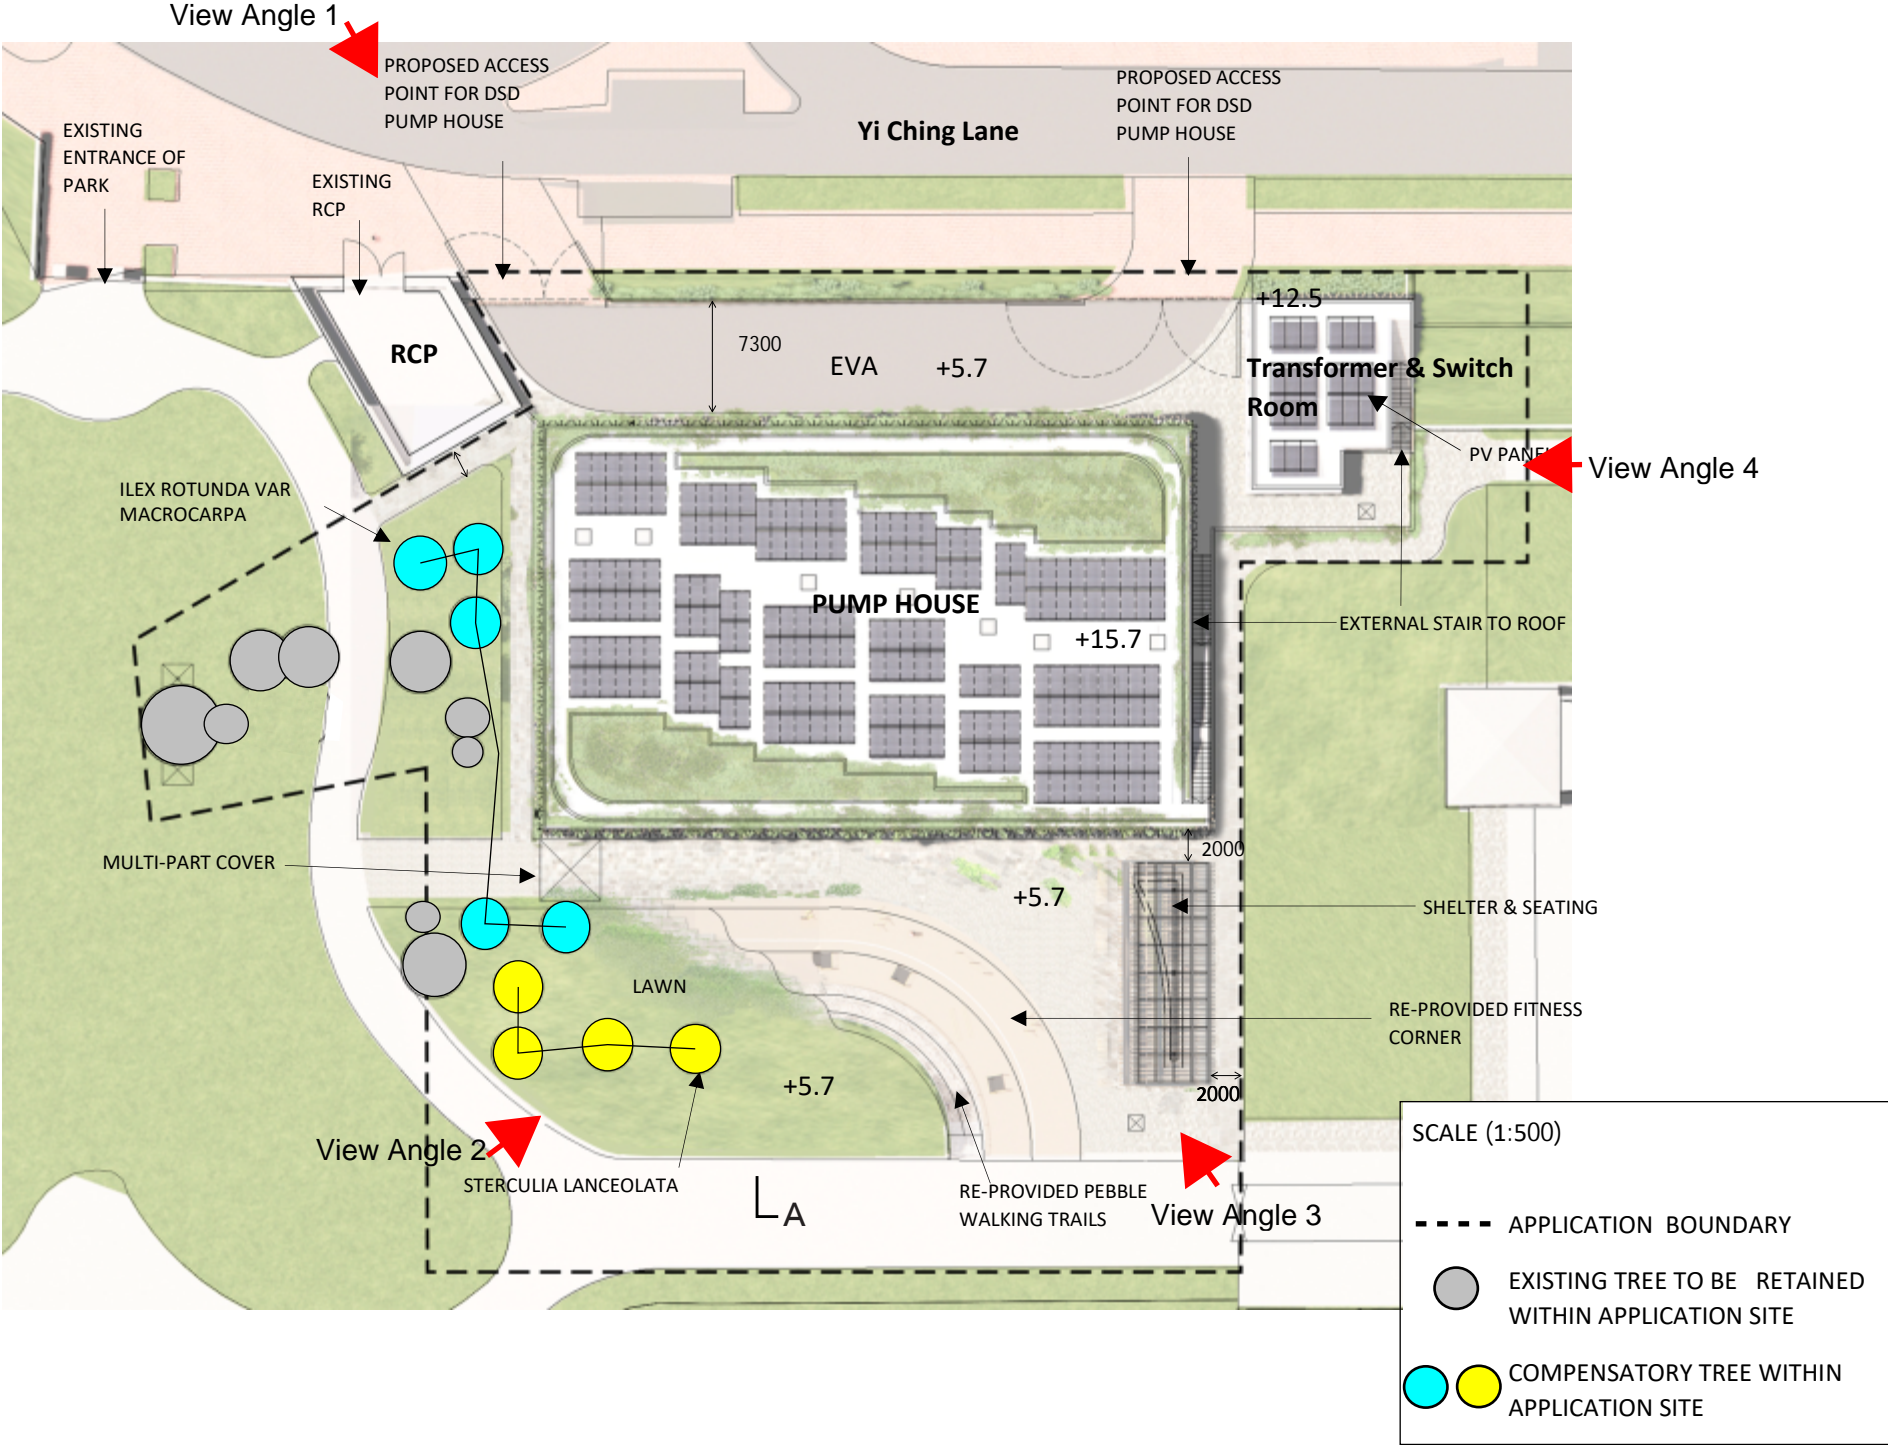 View Angle 1
PROPOSED ACCESS
POINT FOR DSD
PUMP HOUSE
PROPOSED ACCESS
POINT FOR DSD
PUMP HOUSE
Yi Ching Lane
EXISTING
ENTRANCE OF
PARK
EXISTING
RCP
+12.5
RCP
7300
EVA
+5.7
Transformer & Switch
Room
PV PANEL
View Angle 4
ILEX ROTUNDA VAR
MACROCARPA
PUMP HOUSE
+15.7
EXTERNAL STAIR TO ROOF
MULTI-PART COVER
2000
+5.7
SHELTER & SEATING
LAWN
RE-PROVIDED FITNESS
CORNER
+5.7
2000
View Angle 2
STERCULIA LANCEOLATA
A
RE-PROVIDED PEBBLE
WALKING TRAILS
View Angle 3
SCALE (1:500)
APPLICATION BOUNDARY
EXISTING TREE TO BE RETAINED
WITHIN APPLICATION SITE
COMPENSATORY TREE WITHIN
APPLICATION SITE